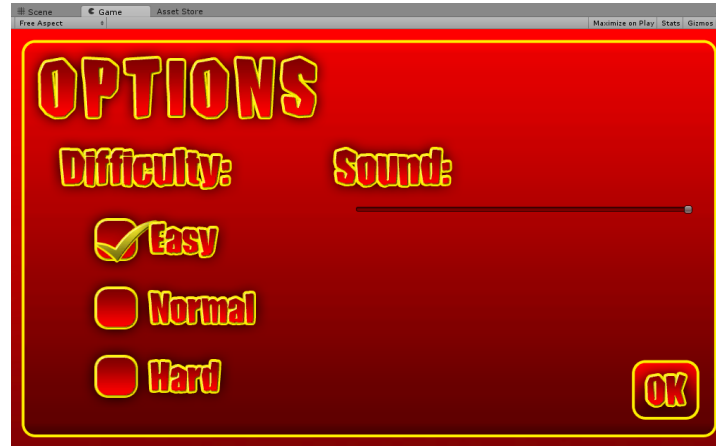 Scene Game Asset Store
Free Aspect Maximize on Play Stats Gizmos
OPTIONS
Difficulty: Sound:
Easy
Normal
Hard
OK